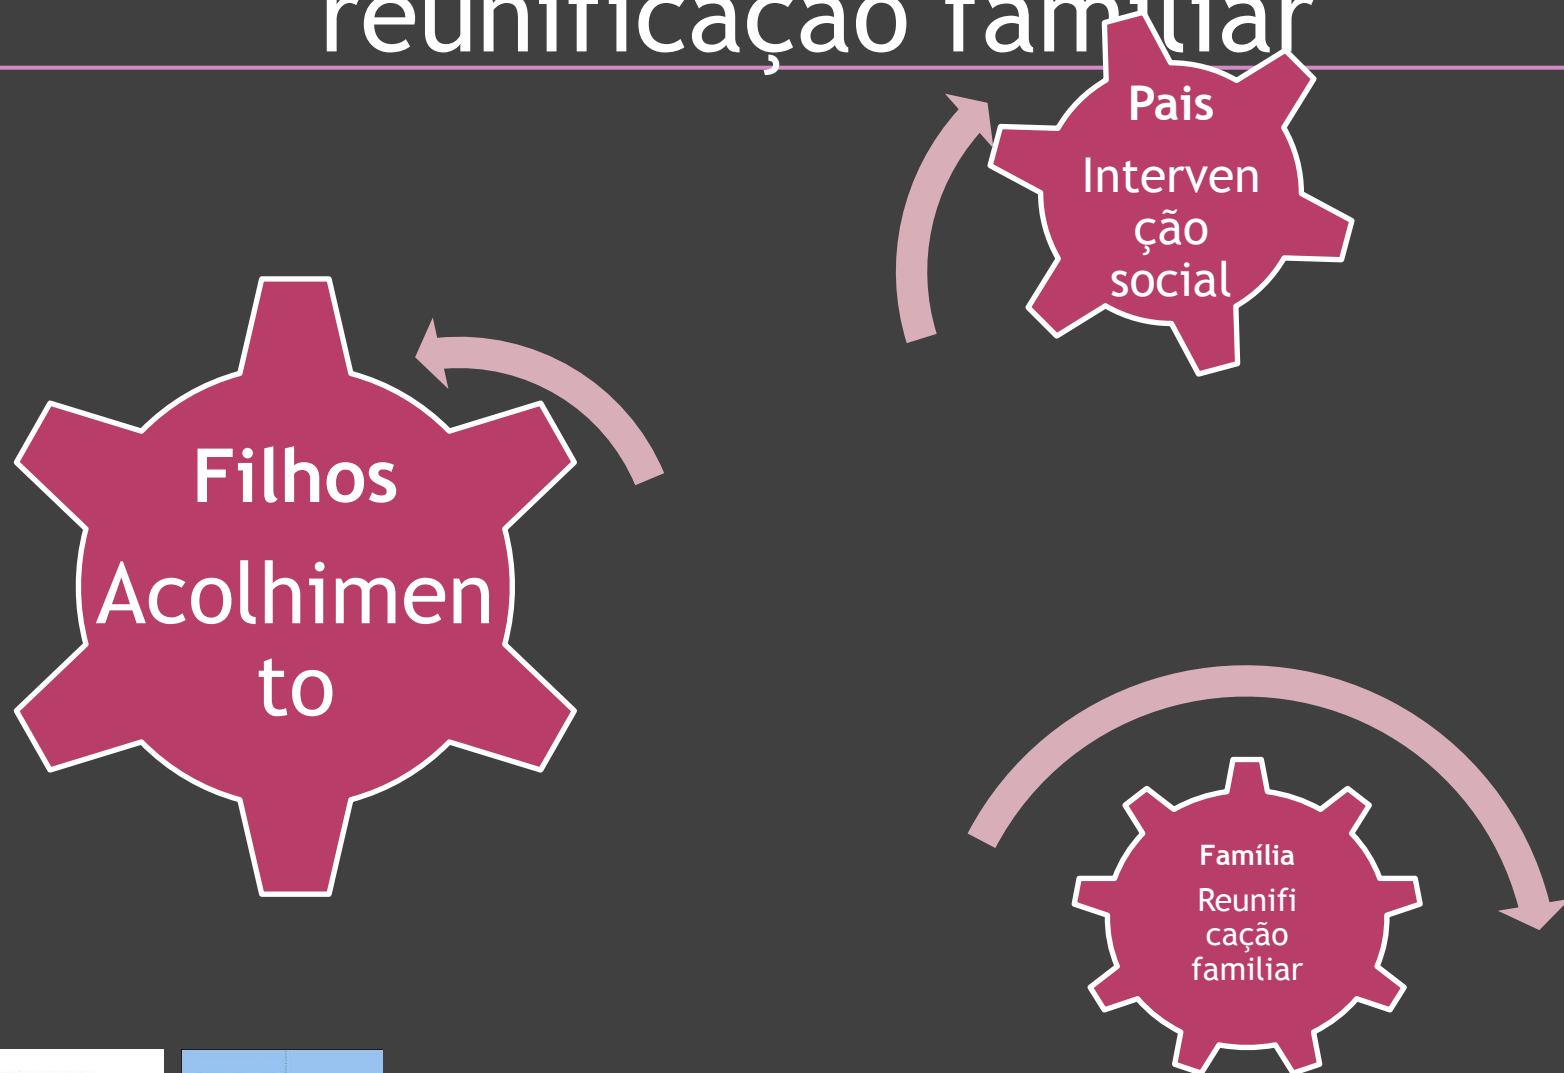 reunificação familiar
Pais
Interven
ção
social
Filhos
Acolhimen
to
Família
Reunifi
cação
familiar